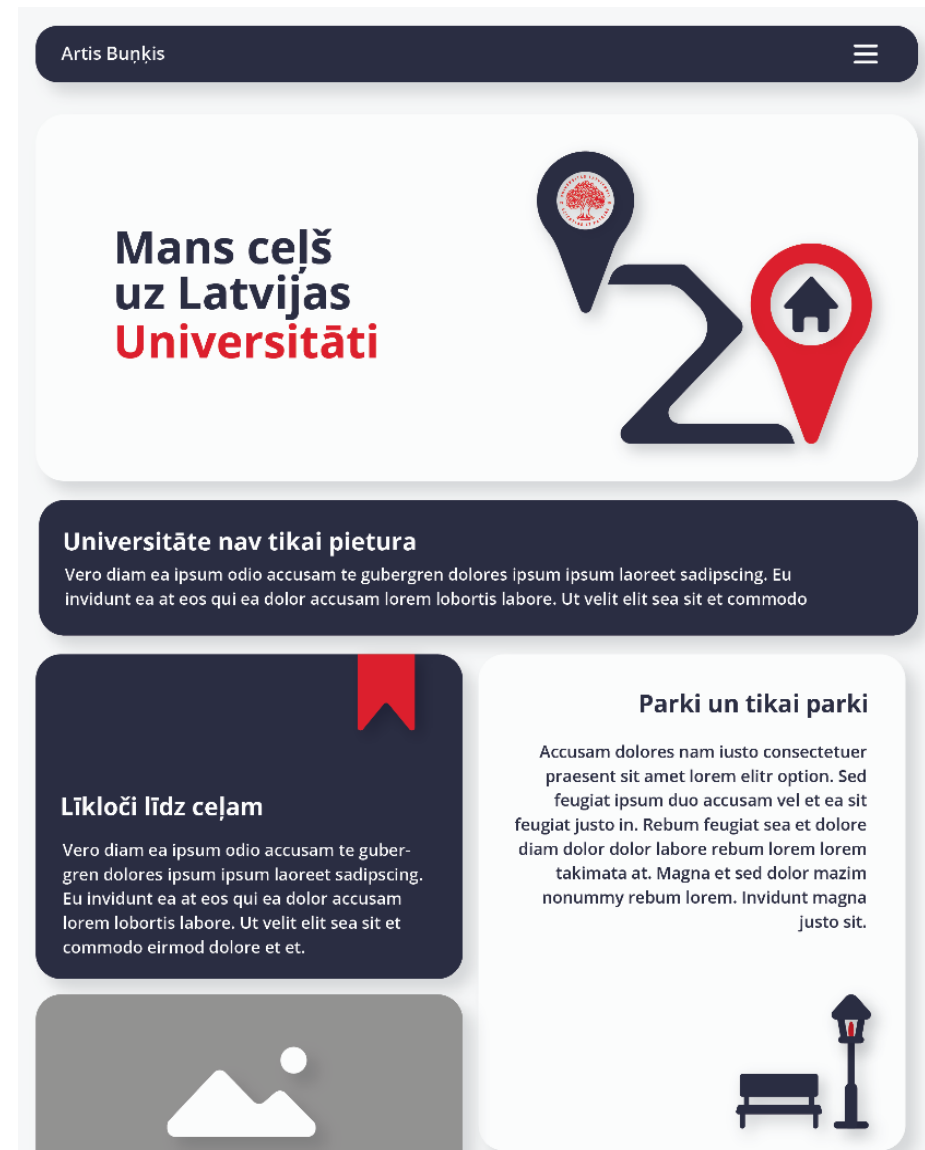 Artis Buņķis
Mans ceļš
uz Latvijas
Universitāti
Universitāte nav tikai pietura
Vero diam ea ipsum odio accusam te gubergren dolores ipsum ipsum laoreet sadipscing. Eu
invidunt ea at eos qui ea dolor accusam lorem lobortis labore. Ut velit elit sea sit et commodo
Līkloči līdz ceļam
Vero diam ea ipsum odio accusam te guber-
gren dolores ipsum ipsum laoreet sadipscing.
Eu invidunt ea at eos qui ea dolor accusam
lorem lobortis labore. Ut velit elit sea sit et
commodo eirmod dolore et et.
Parki un tikai parki
Accusam dolores nam iusto consectetuer
praesent sit amet lorem elitr option. Sed
feugiat ipsum duo accusam vel et ea sit
feugiat justo in. Rebum feugiat sea et dolore
diam dolor dolor labore rebum lorem lorem
takimata at. Magna et sed dolor mazim
nonummy rebum lorem. Invidunt magna
justo sit.